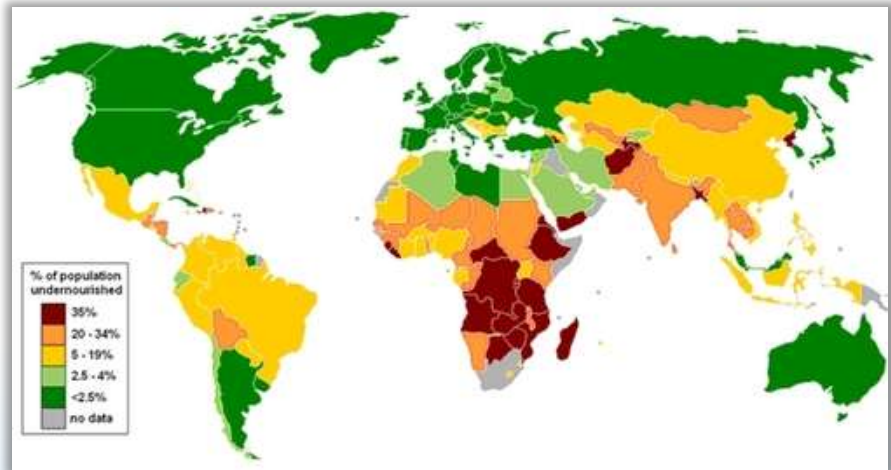 % of population
undernourished
35%
20 - 34%
5 - 19%
2.5 - 4%
<2.5%
no data